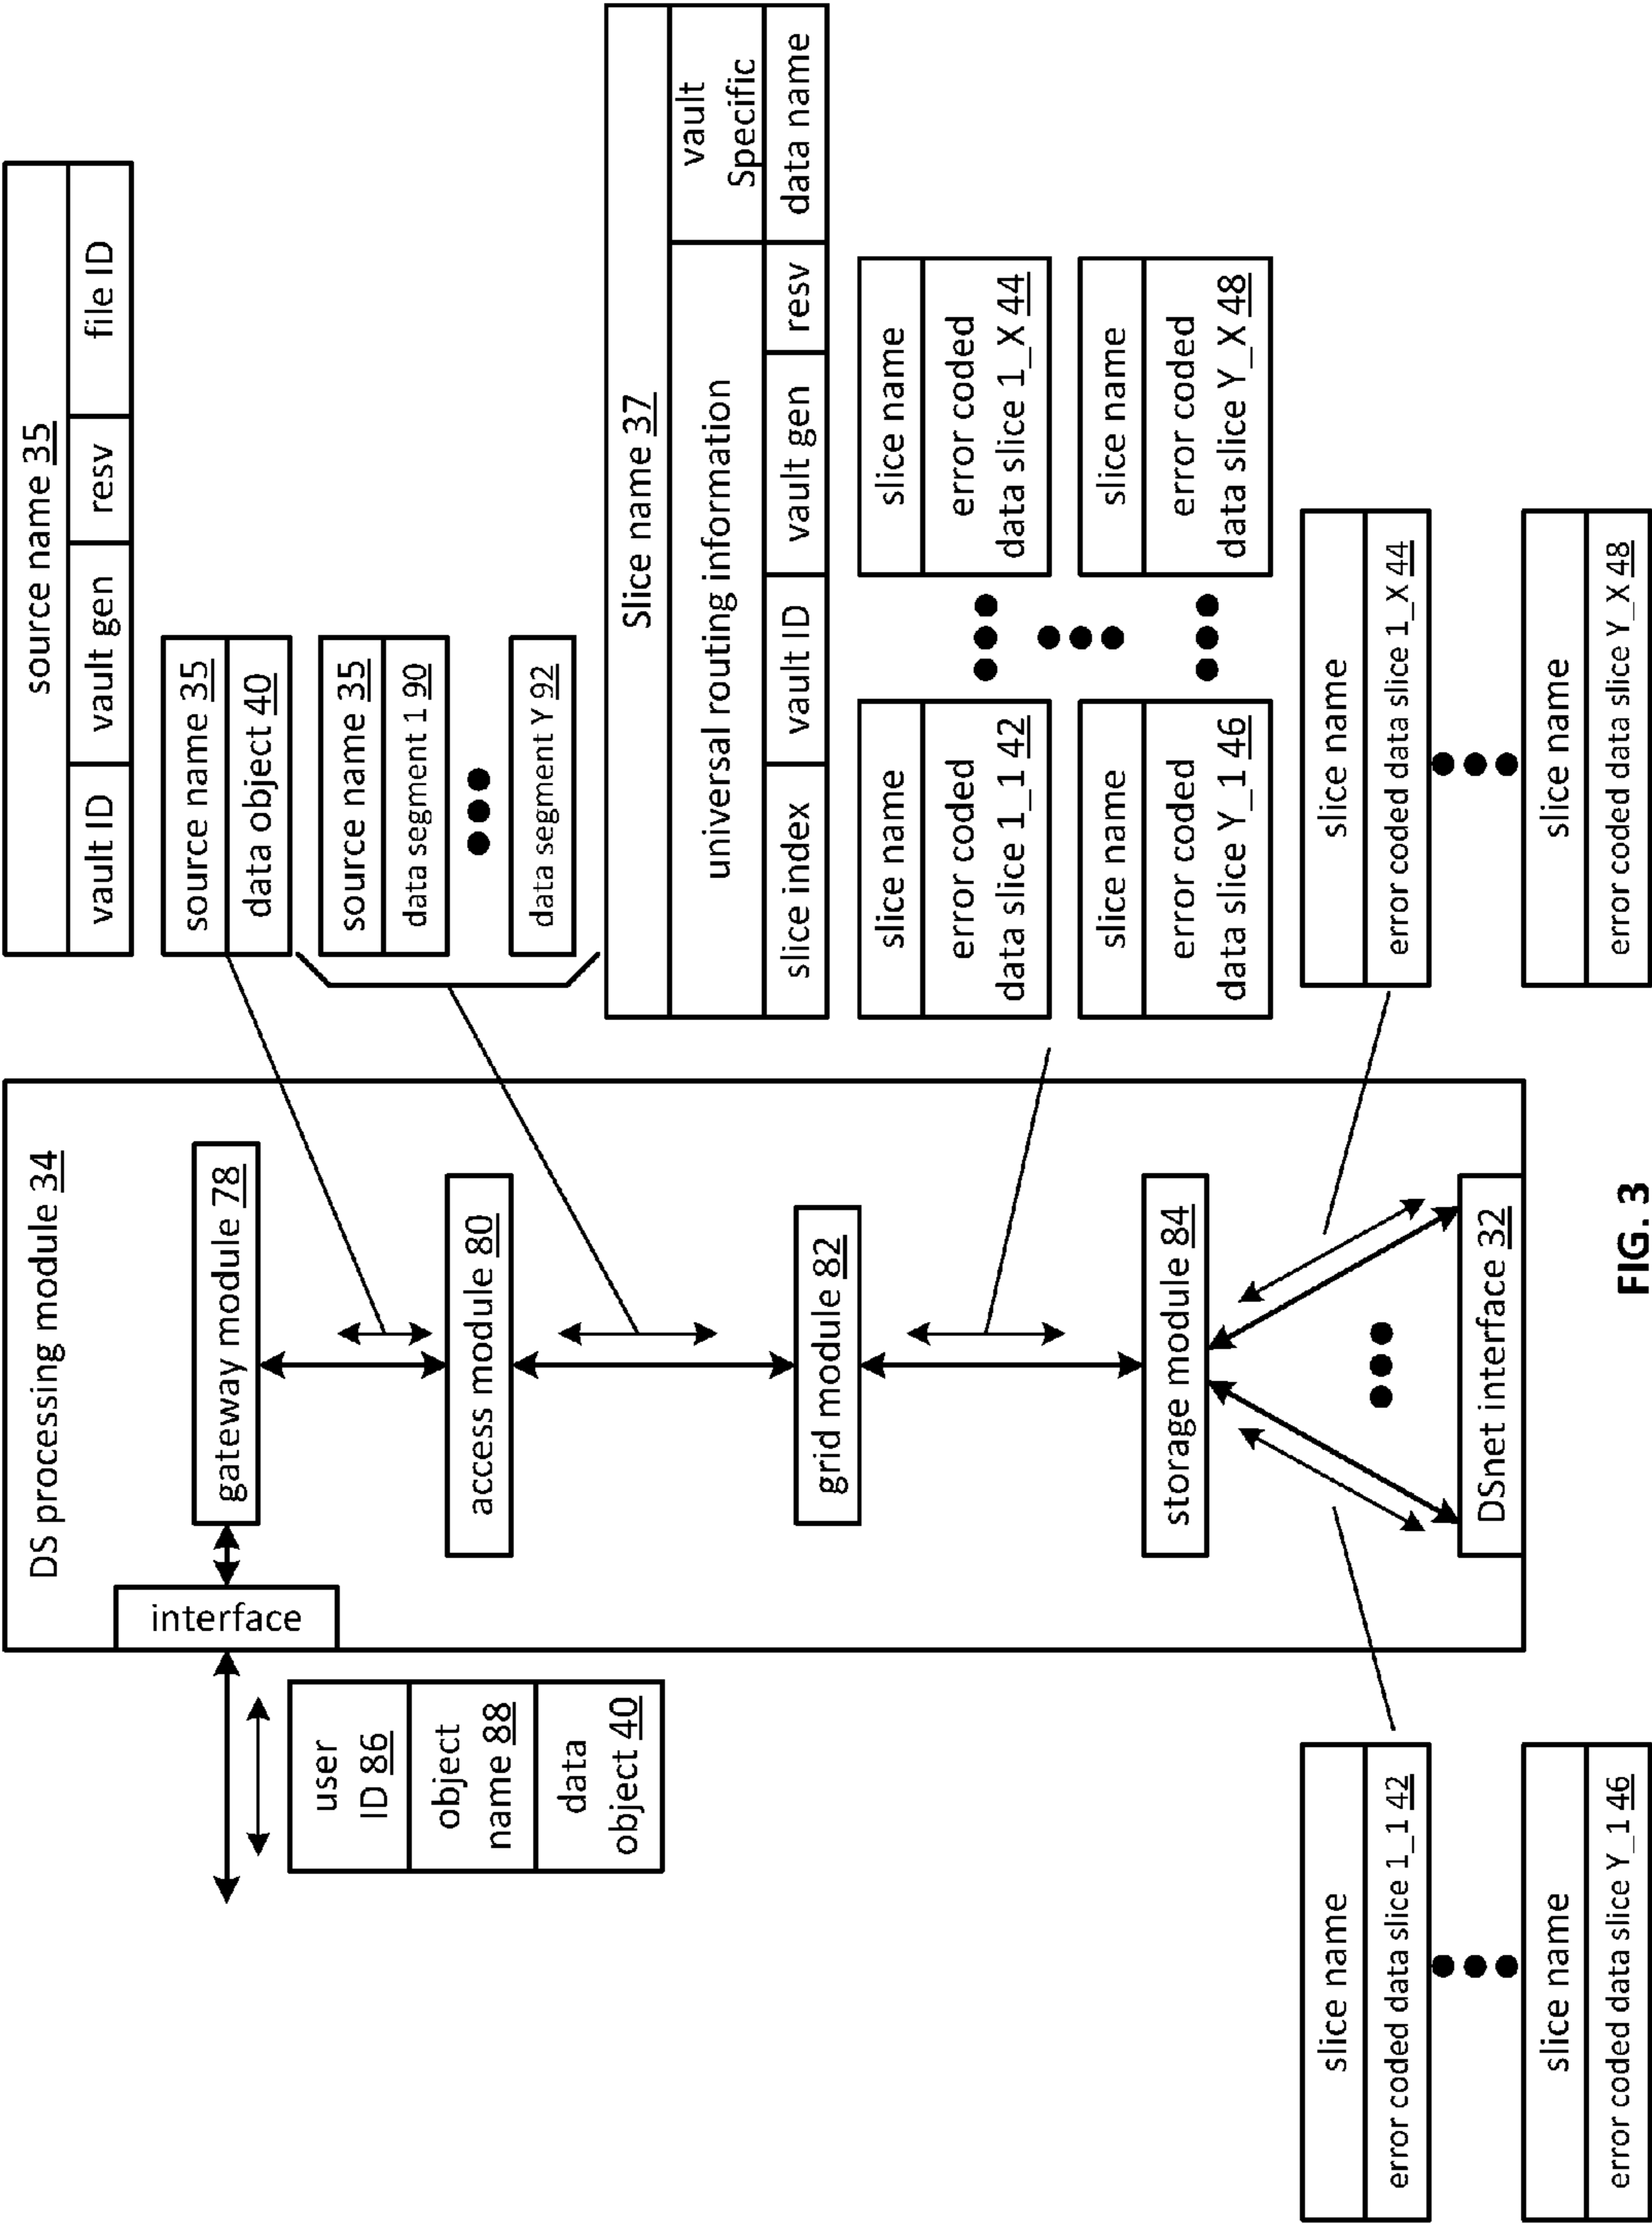 source name 35
vault ID
vault gen
resv
file ID
DS processing module 34
interface
gateway module 78
source name 35
data object 40
user
ID 86
object
name 88
data
object 40
access module 80
source name 35
data segment 1 90
data segment Y 92
grid module 82
Slice name 37
universal routing information
vault
Specific
slice index
vault ID
vault gen
resv
data name
slice name
error coded
data slice 1_1 42
slice name
error coded
data slice 1_X 44
slice name
error coded
data slice Y_1 46
slice name
error coded
data slice Y_X 48
storage module 84
slice name
error coded data slice 1_1 42
slice name
error coded data slice Y_1 46
slice name
error coded data slice 1_X 44
slice name
error coded data slice Y_X 48
DSnet interface 32
FIG. 3